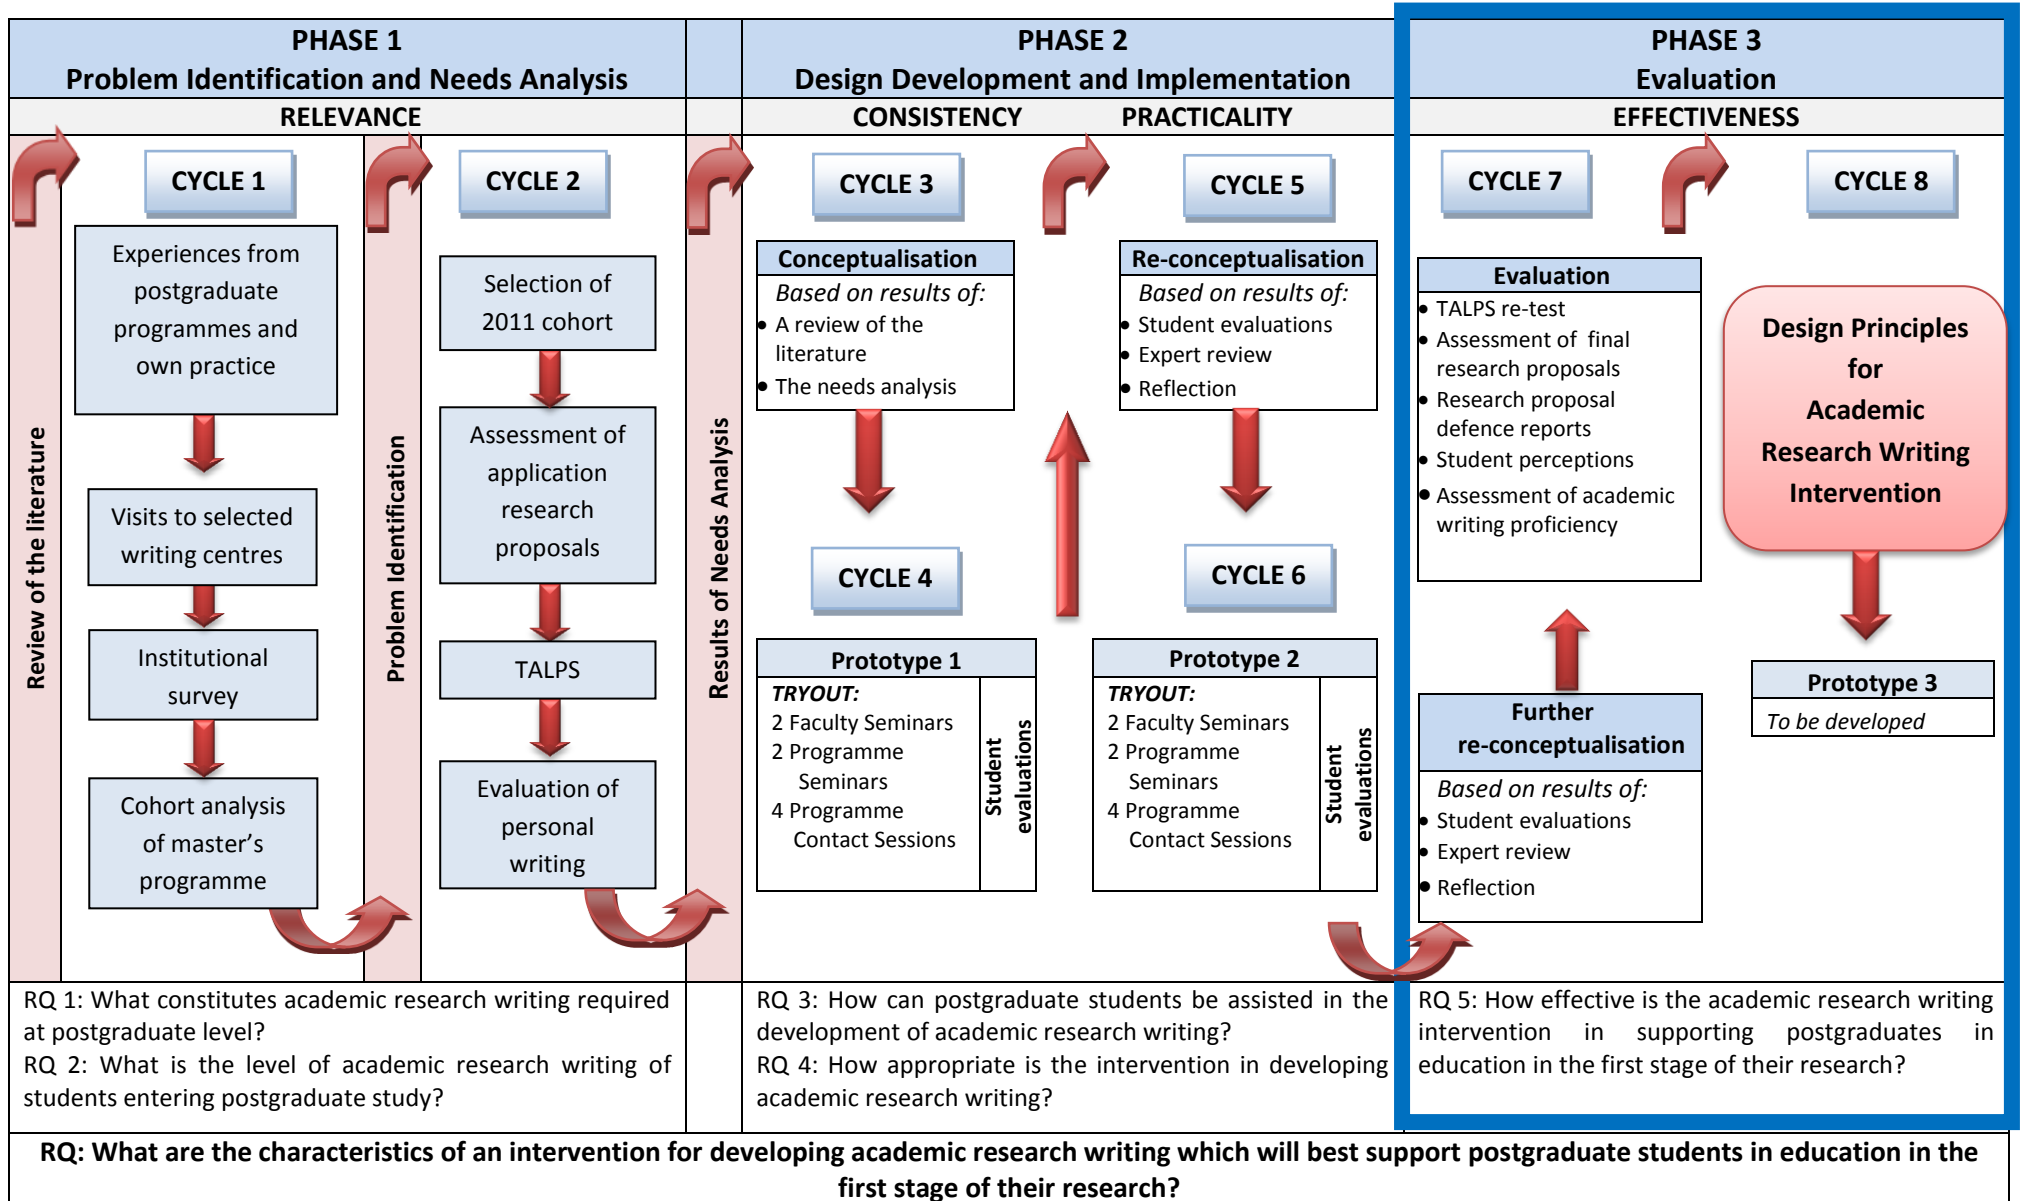 PHASE 1
Problem Identification and Needs Analysis
RELEVANCE
Review of the literature
CYCLE 1
Experiences from
postgraduate
programmes and
own practice
Visits to selected
writing centres
Institutional
survey
Cohort analysis
of master's
programme
Problem Identification
CYCLE 2
Selection of
2011 cohort
Assessment of
application
research
proposals
TALPS
Evaluation of
personal
writing
RQ 1: What constitutes academic research writing required
at postgraduate level?
RQ 2: What is the level of academic research writing of
students entering postgraduate study?
Results of Needs Analysis
PHASE 2
Design Development and Implementation
CONSISTENCY PRACTICALITY
CYCLE 3
Conceptualisation
Based on results of:
• A review of the
literature
• The needs analysis
CYCLE 4
Prototype 1
TRYOUT:
2 Faculty Seminars
2 Programme
Seminars
4 Programme
Contact Sessions
Student
evaluations
CYCLE 5
Re-conceptualisation
Based on results of:
• Student evaluations
• Expert review
• Reflection
CYCLE 6
Prototype 2
TRYOUT:
2 Faculty Seminars
2 Programme
Seminars
4 Programme
Contact Sessions
Student
evaluations
RQ 3: How can postgraduate students be assisted in the
development of academic research writing?
RQ 4: How appropriate is the intervention in developing
academic research writing?
PHASE 3
Evaluation
EFFECTIVENESS
CYCLE 7
Evaluation
• TALPS re-test
• Assessment of final
research proposals
• Research proposal
defence reports
• Student perceptions
• Assessment of academic
writing proficiency
Further
re-conceptualisation
Based on results of:
• Student evaluations
• Expert review
• Reflection
CYCLE 8
Design Principles
for
Academic
Research Writing
Intervention
Prototype 3
To be developed
RQ 5: How effective is the academic research writing
intervention in supporting postgraduates in
education in the first stage of their research?
RQ: What are the characteristics of an intervention for developing academic research writing which will best support postgraduate students in education in the
first stage of their research?